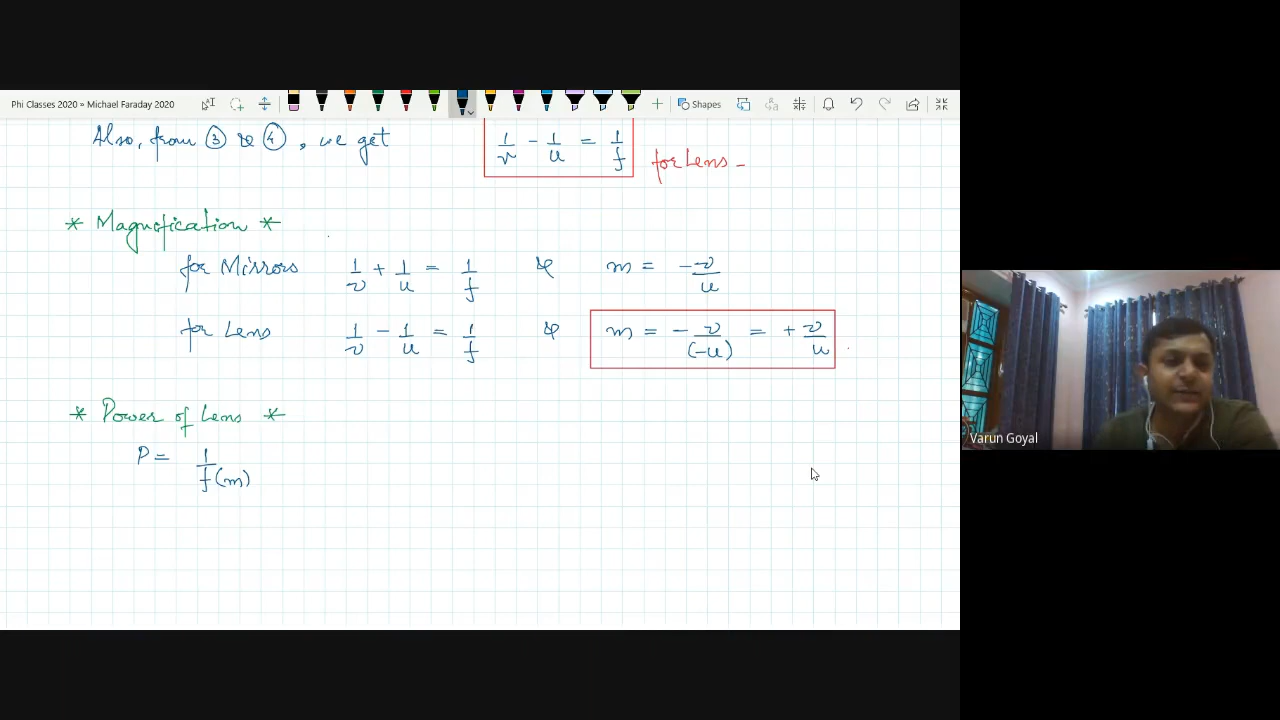 Phi Classes 2020 » Michael Faraday 2020
Shapes
Also, from ③ & ④, we get
1/v - 1/u = 1/f
for Lens -
* Magnification *
for Mirrors 1/v + 1/u = 1/f & m = -v/u
for Lens 1/v - 1/u = 1/f & m = - v/(-u) = + v/u
* Power of Lens *
P = 1/f(m)
Varun Goyal